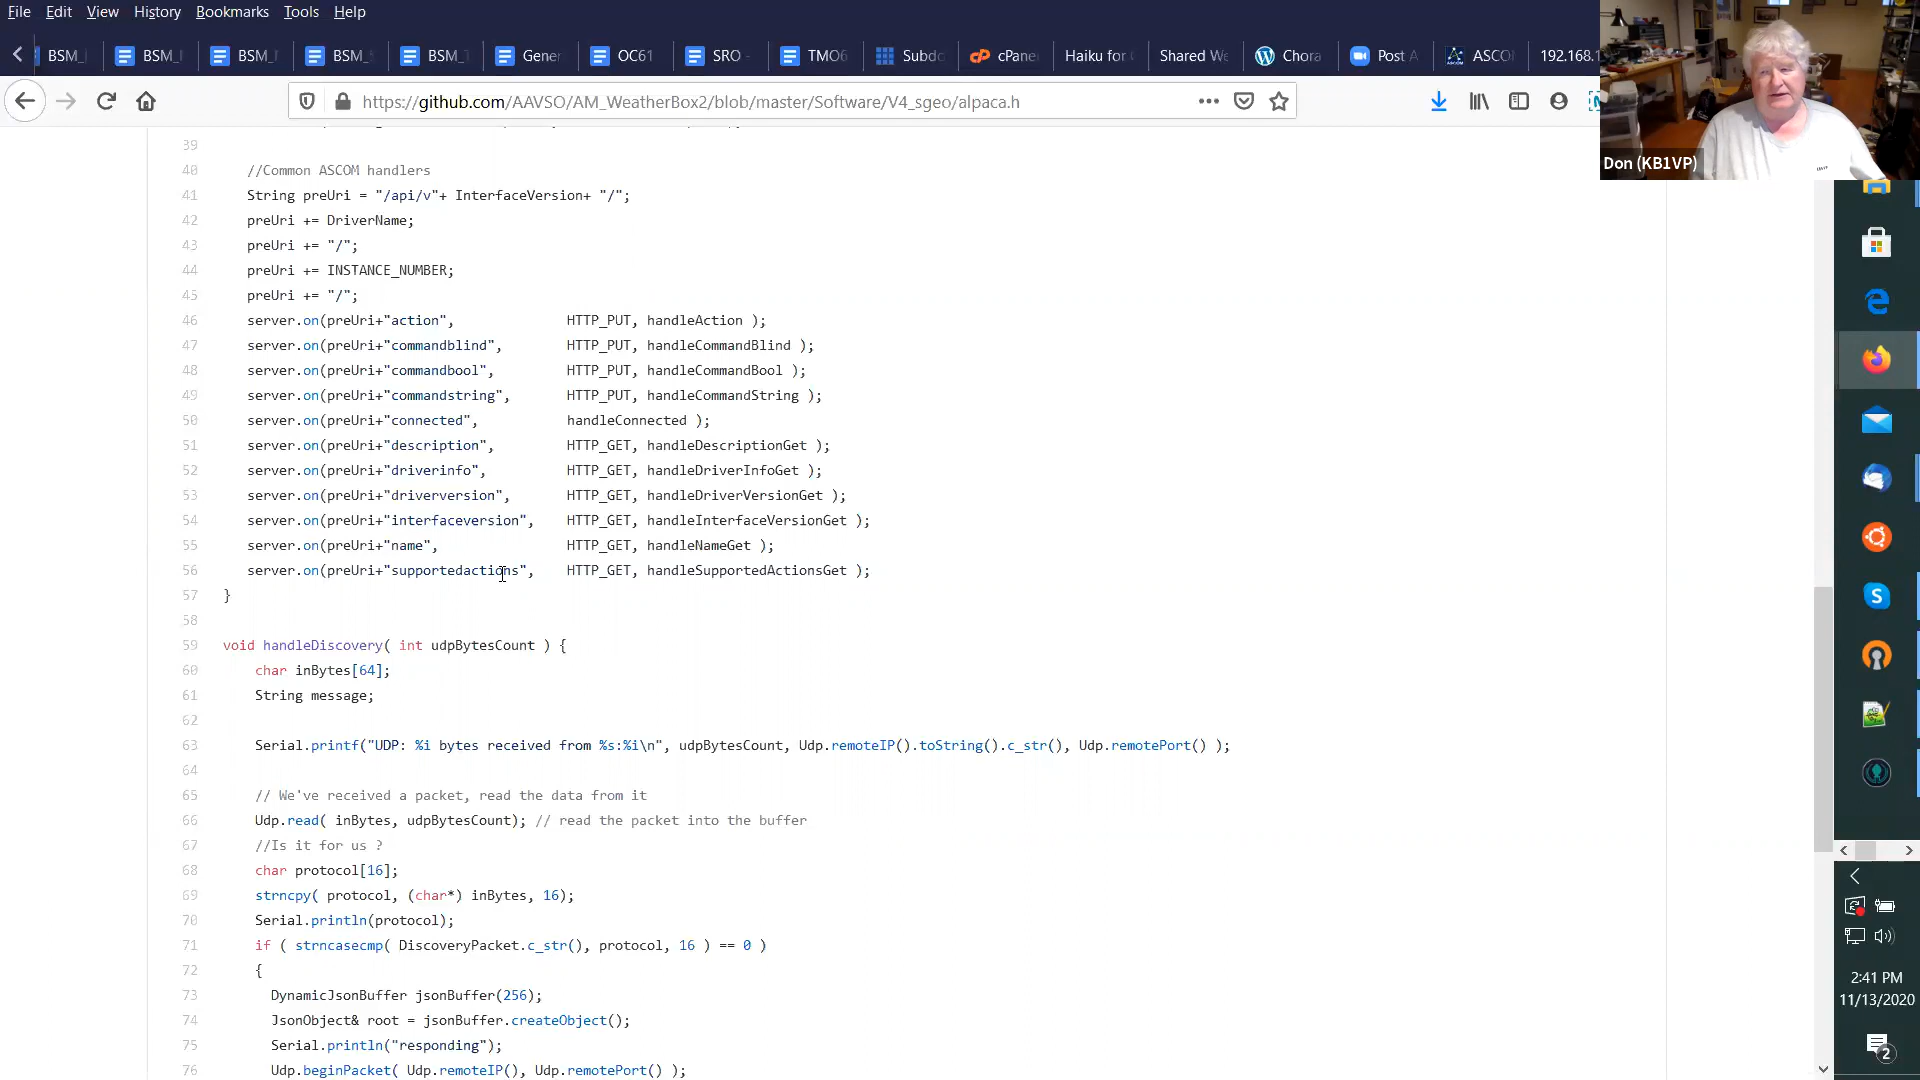 File Edit View History Bookmarks Tools Help
BSM_ BSM_ BSM_ BSM_ BSM_ Gene OC61 SRO - TMO6 Subdo cPane Haiku for Shared We Chora Post A ASCO 192.168.1
https://github.com/AAVSO/AM_WeatherBox2/blob/master/Software/V4_sgeo/alpaca.h
Don (KB1VP)
39
40 //Common ASCOM handlers
41 String preUri = "/api/v"+ InterfaceVersion+ "/";
42 preUri += DriverName;
43 preUri += "/";
44 preUri += INSTANCE_NUMBER;
45 preUri += "/";
46 server.on(preUri+"action", HTTP_PUT, handleAction );
47 server.on(preUri+"commandblind", HTTP_PUT, handleCommandBlind );
48 server.on(preUri+"commandbool", HTTP_PUT, handleCommandBool );
49 server.on(preUri+"commandstring", HTTP_PUT, handleCommandString );
50 server.on(preUri+"connected", handleConnected );
51 server.on(preUri+"description", HTTP_GET, handleDescriptionGet );
52 server.on(preUri+"driverinfo", HTTP_GET, handleDriverInfoGet );
53 server.on(preUri+"driverversion", HTTP_GET, handleDriverVersionGet );
54 server.on(preUri+"interfaceversion", HTTP_GET, handleInterfaceVersionGet );
55 server.on(preUri+"name", HTTP_GET, handleNameGet );
56 server.on(preUri+"supportedactions", HTTP_GET, handleSupportedActionsGet );
57 }
58
59 void handleDiscovery( int udpBytesCount ) {
60 char inBytes[64];
61 String message;
62
63 Serial.printf("UDP: %i bytes received from %s:%i\n", udpBytesCount, Udp.remoteIP().toString().c_str(), Udp.remotePort() );
64
65 // We've received a packet, read the data from it
66 Udp.read( inBytes, udpBytesCount); // read the packet into the buffer
67 //Is it for us ?
68 char protocol[16];
69 strncpy( protocol, (char*) inBytes, 16);
70 Serial.println(protocol);
71 if ( strncasecmp( DiscoveryPacket.c_str(), protocol, 16 ) == 0 )
72 {
73 DynamicJsonBuffer jsonBuffer(256);
74 JsonObject& root = jsonBuffer.createObject();
75 Serial.println("responding");
76 Udp.beginPacket( Udp.remoteIP(), Udp.remotePort() );
2:41 PM
11/13/2020
2